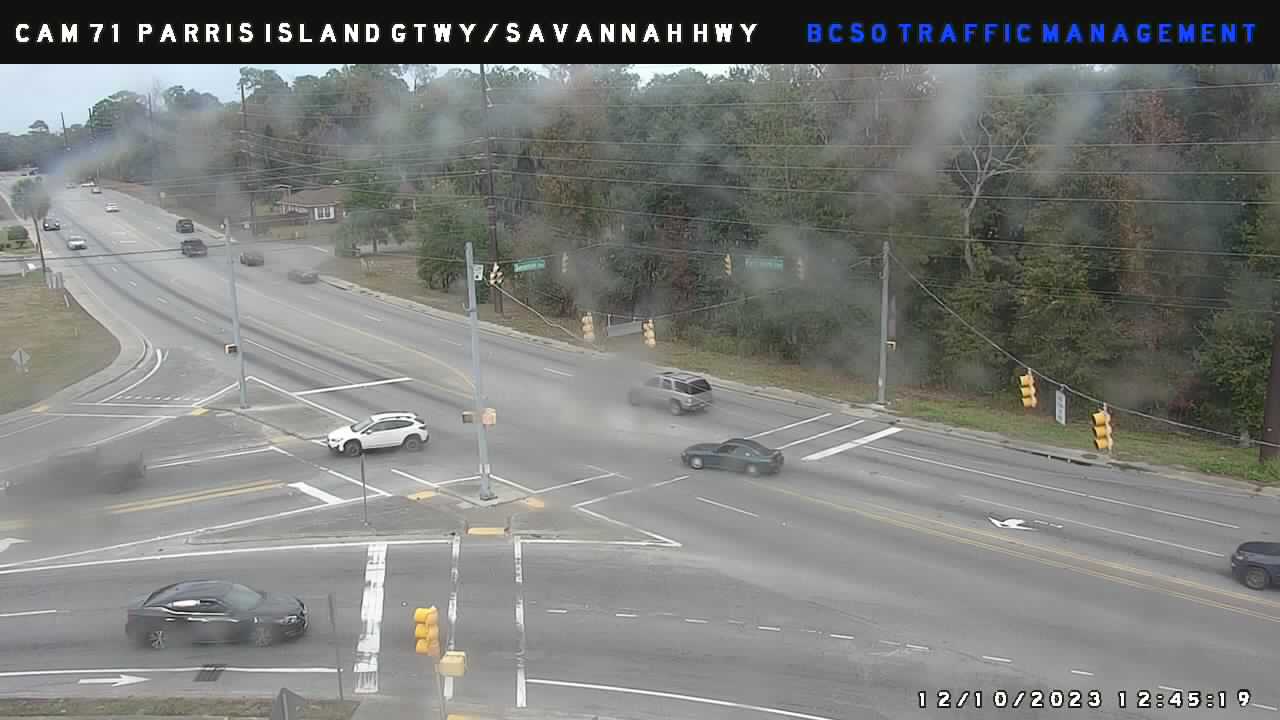 CAM 71 PARRIS ISLAND GTWY/SAVANNAH HWY
BCSO TRAFFIC MANAGEMENT
12/10/2023 12:45:19